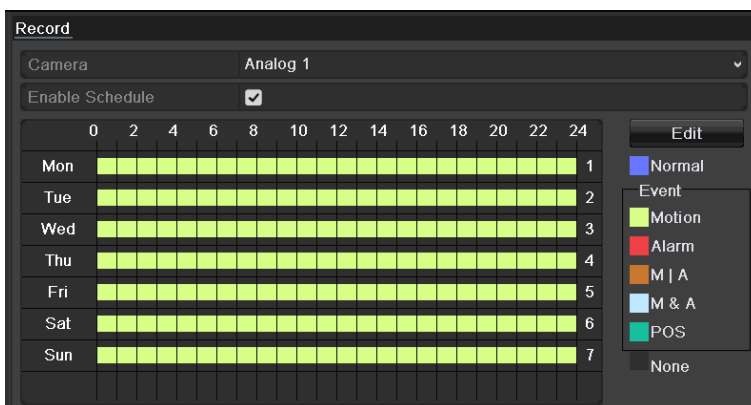 Record
Camera Analog 1
Enable Schedule
0 2 4 6 8 10 12 14 16 18 20 22 24
Edit
Mon 1
Normal
Tue 2
Event
Motion
Wed 3
Alarm
Thu 4
M | A
Fri 5
M & A
Sat 6
POS
Sun 7
None